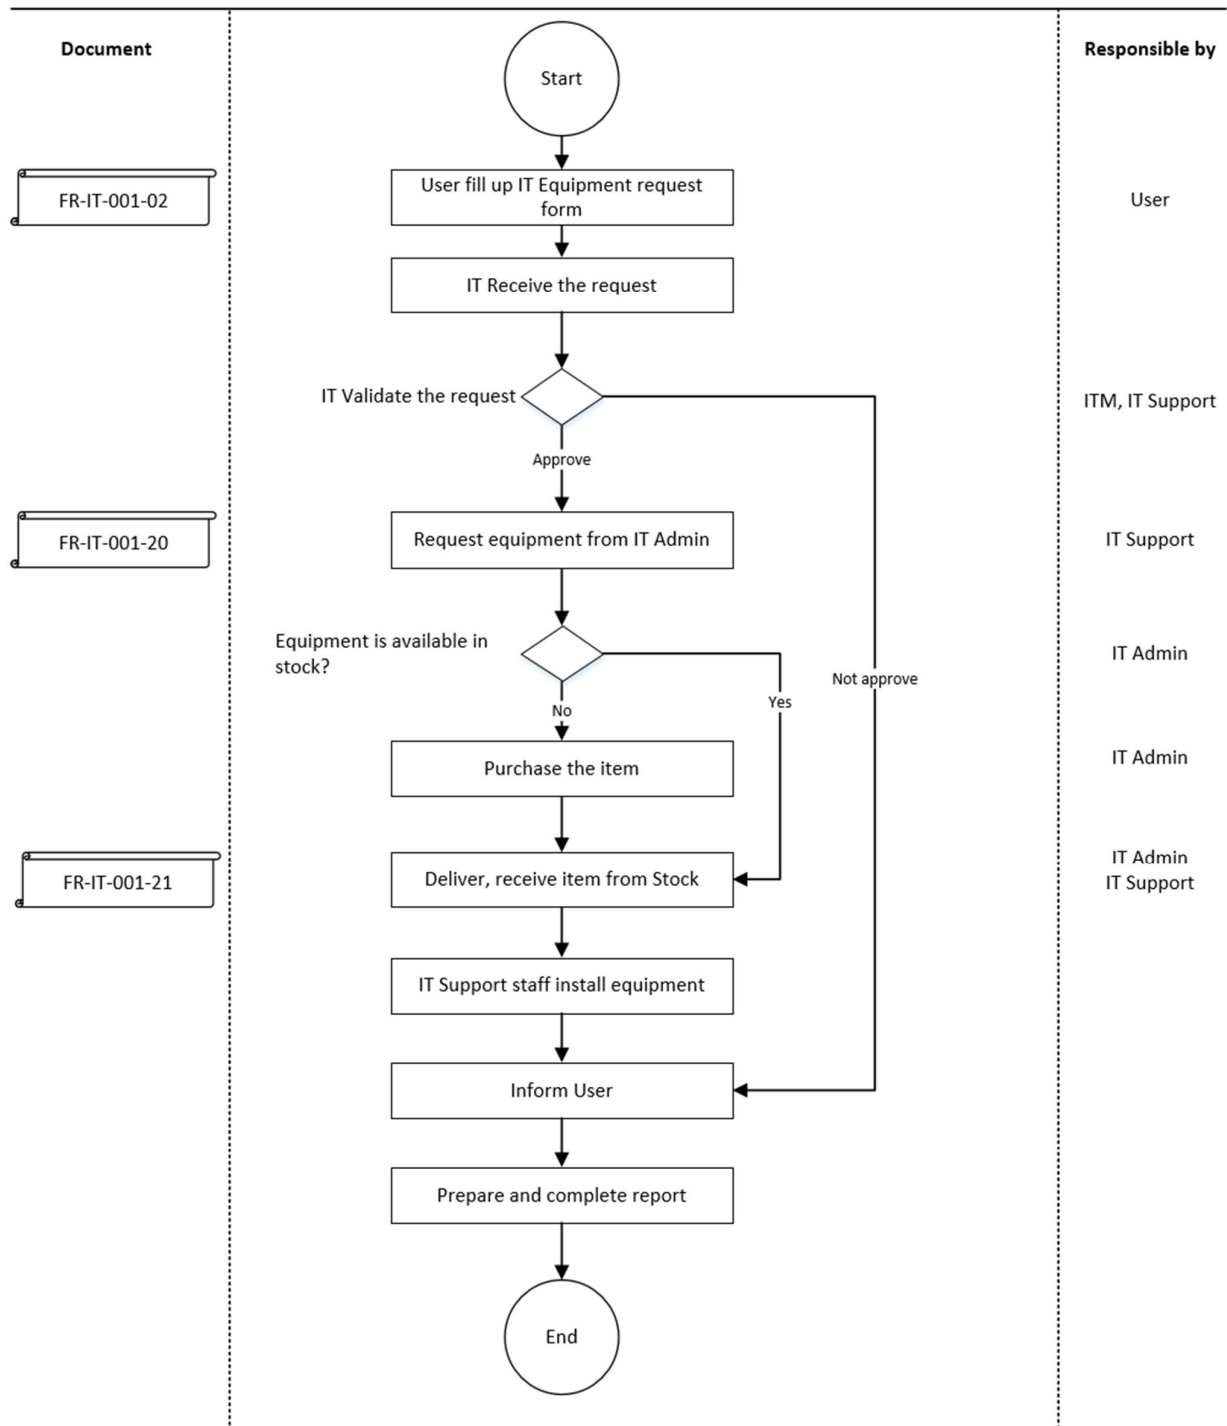 Document
Start
Responsible by
FR-IT-001-02
User fill up IT Equipment request
form
User
IT Receive the request
IT Validate the request
ITM, IT Support
Approve
FR-IT-001-20
Request equipment from IT Admin
IT Support
Equipment is available in
stock?
IT Admin
Not approve
Yes
No
Purchase the item
IT Admin
FR-IT-001-21
Deliver, receive item from Stock
IT Admin
IT Support
IT Support staff install equipment
Inform User
Prepare and complete report
End